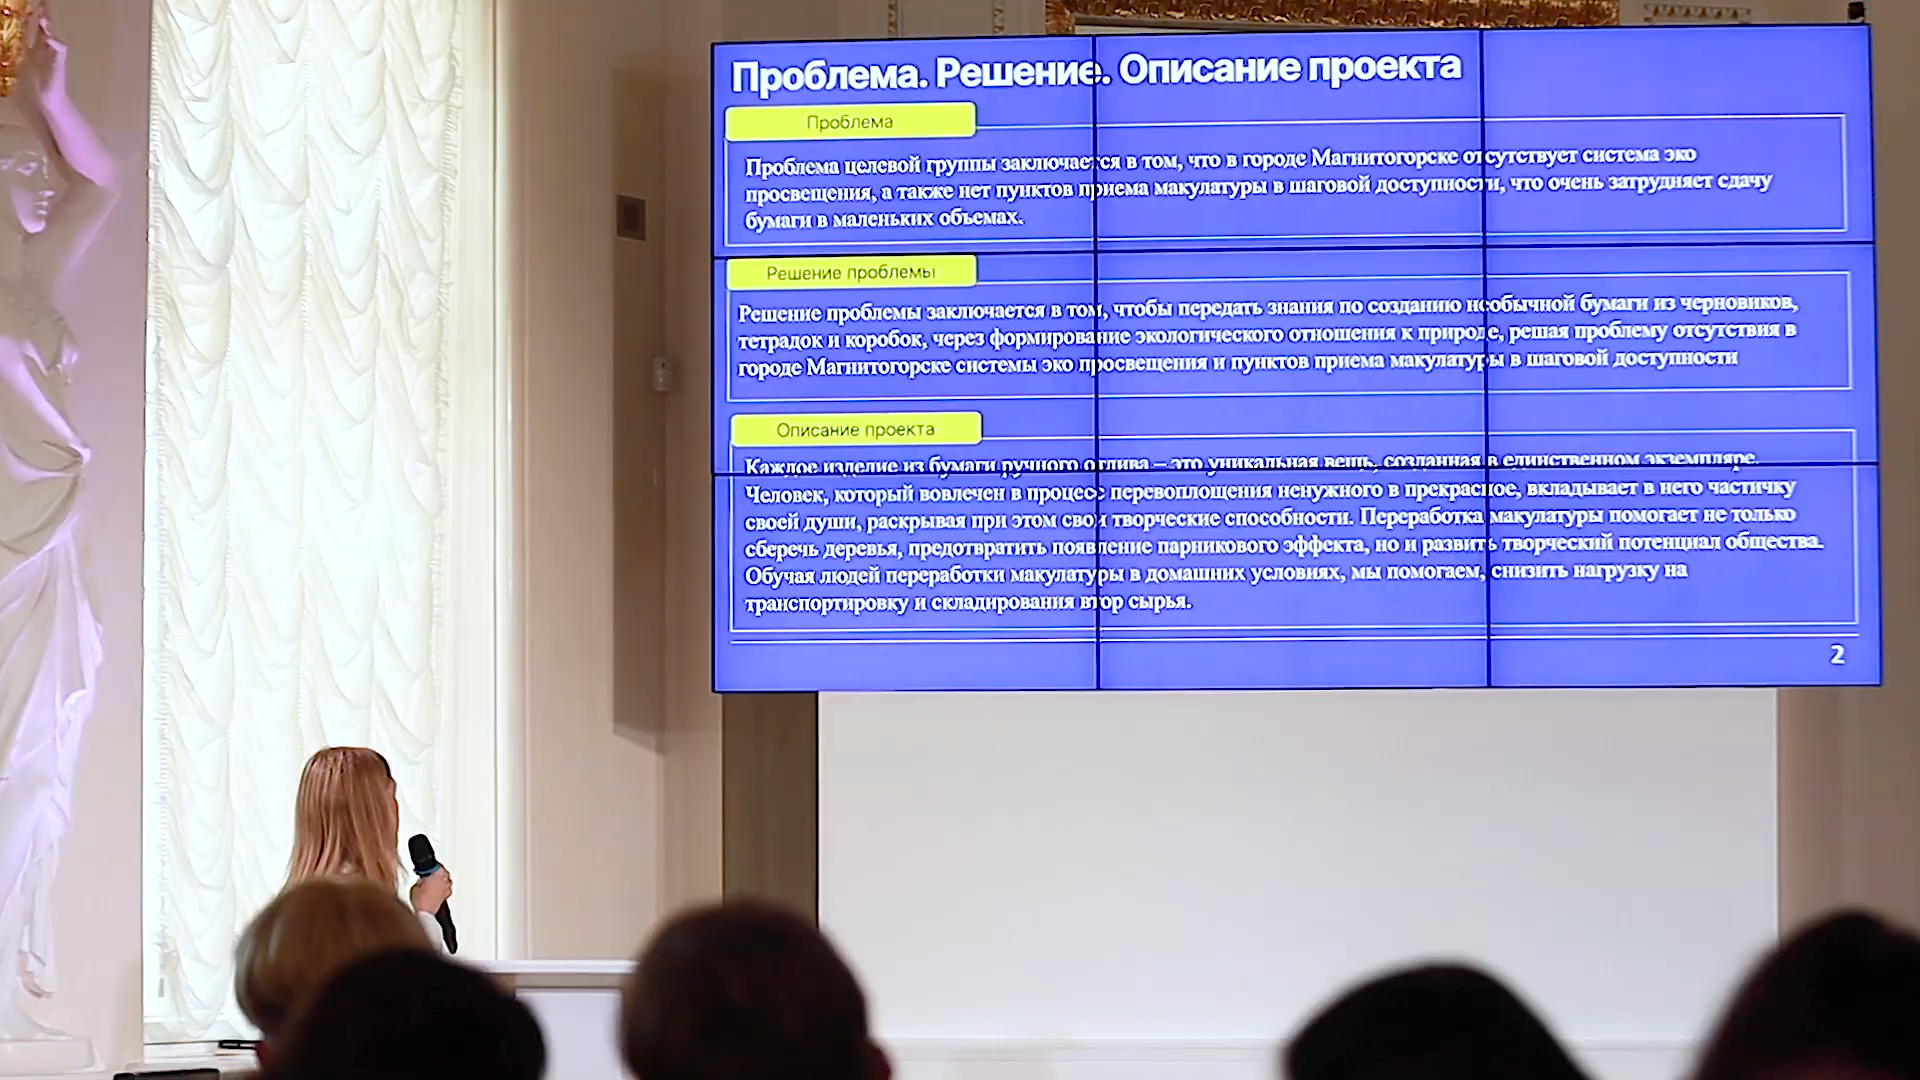 Проблема. Решение. Описание проекта
Проблема
Проблема целевой группы заключается в том, что в городе Магнитогорске отсутствует система эко
просвещения, а также нет пунктов приема макулатуры в шаговой доступности, что очень затрудняет сдачу
бумаги в маленьких объемах.
Решение проблемы
Решение проблемы заключается в том, чтобы передать знания по созданию необычной бумаги из черновиков,
тетрадок и коробок, через формирование экологического отношения к природе, решая проблему отсутствия в
городе Магнитогорске системы эко просвещения и пунктов приема макулатуры в шаговой доступности
Описание проекта
Каждое изделие из бумаги ручного отлива – это уникальная вещь, созданная в единственном экземпляре.
Человек, который вовлечен в процесс перевоплощения ненужного в прекрасное, вкладывает в него частичку
своей души, раскрывая при этом свои творческие способности. Переработка макулатуры помогает не только
сберечь деревья, предотвратить появление парникового эффекта, но и развить творческий потенциал общества.
Обучая людей переработки макулатуры в домашних условиях, мы помогаем, снизить нагрузку на
транспортировку и складирования втор сырья.
2